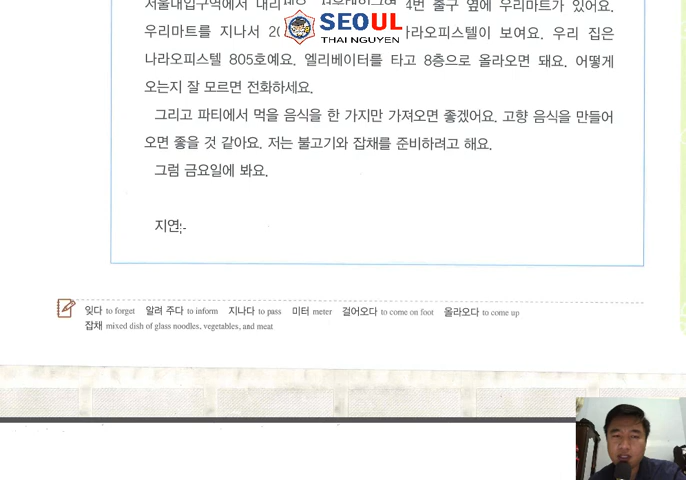 서울대입구역에서 4번 출구 옆에 우리마트가 있어요.
SEOUL
THAI NGUYEN
우리마트를 지나서 나라오피스텔이 보여요. 우리 집은
나라오피스텔 805호예요. 엘리베이터를 타고 8층으로 올라오면 돼요. 어떻게
오는지 잘 모르면 전화하세요.
그리고 파티에서 먹을 음식을 한 가지만 가져오면 좋겠어요. 고향 음식을 만들어
오면 좋을 것 같아요. 저는 불고기와 잡채를 준비하려고 해요.
그럼 금요일에 봐요.
지연;-
잊다 to forget 알려 주다 to inform 지나다 to pass 미터 meter 걸어오다 to come on foot 올라오다 to come up
잡채 mixed dish of glass noodles, vegetables, and meat